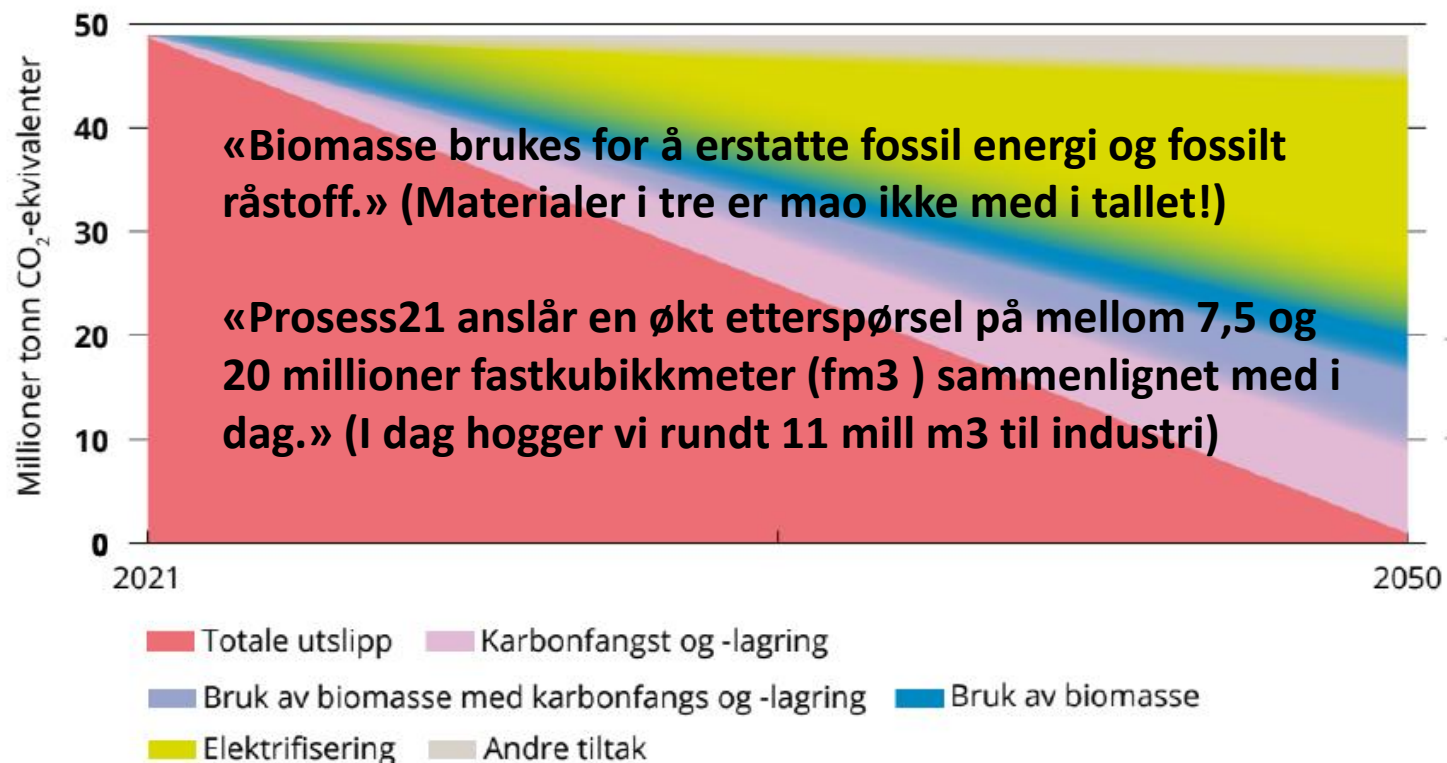 50
40
30
20
10
0
Millioner tonn CO₂-ekvivalenter
«Biomasse brukes for å erstatte fossil energi og fossilt
råstoff.» (Materialer i tre er mao ikke med i tallet!)
«Prosess21 anslår en økt etterspørsel på mellom 7,5 og
20 millioner fastkubikkmeter (fm3 ) sammenlignet med i
dag.» (I dag hogger vi rundt 11 mill m3 til industri)
2021 2050
Totale utslipp Karbonfangst og -lagring
Bruk av biomasse med karbonfangs og -lagring Bruk av biomasse
Elektrifisering Andre tiltak